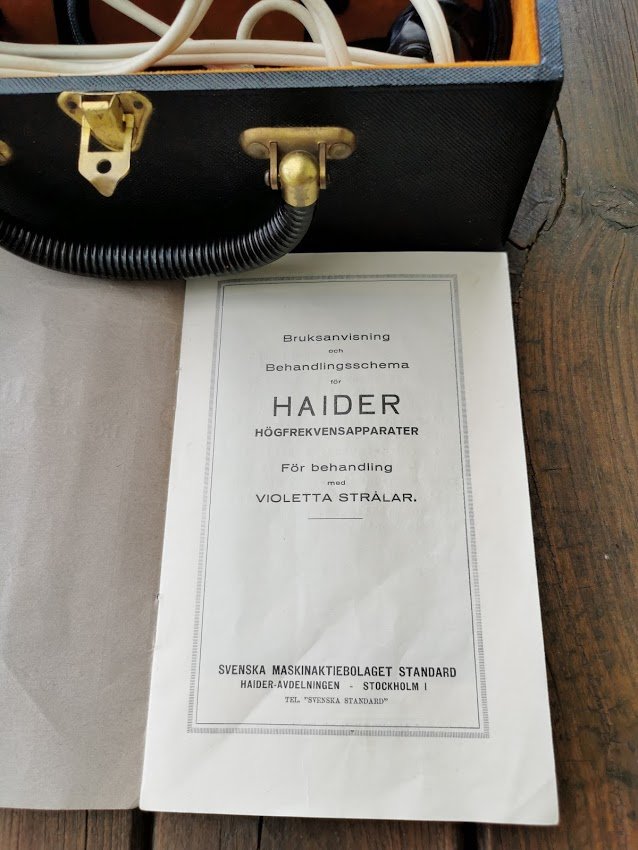 Bruksanvisning
och
Behandlingsschema
för
HAIDER
HÖGFREKVENSAPPARATER
För behandling
med
VIOLETTA STRÅLAR.
SVENSKA MASKINAKTIEBOLAGET STANDARD
HAIDER-AVDELNINGEN - STOCKHOLM I
TEL. "SVENSKA STANDARD"